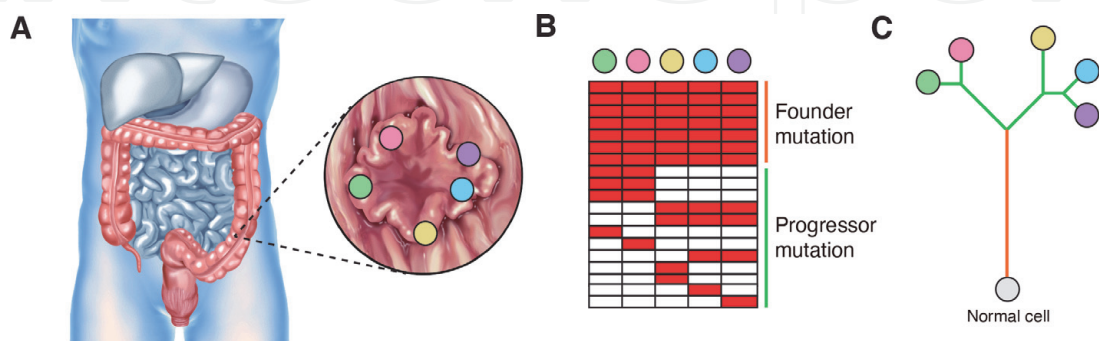 A
B
C
Founder
mutation
Progressor
mutation
Normal cell